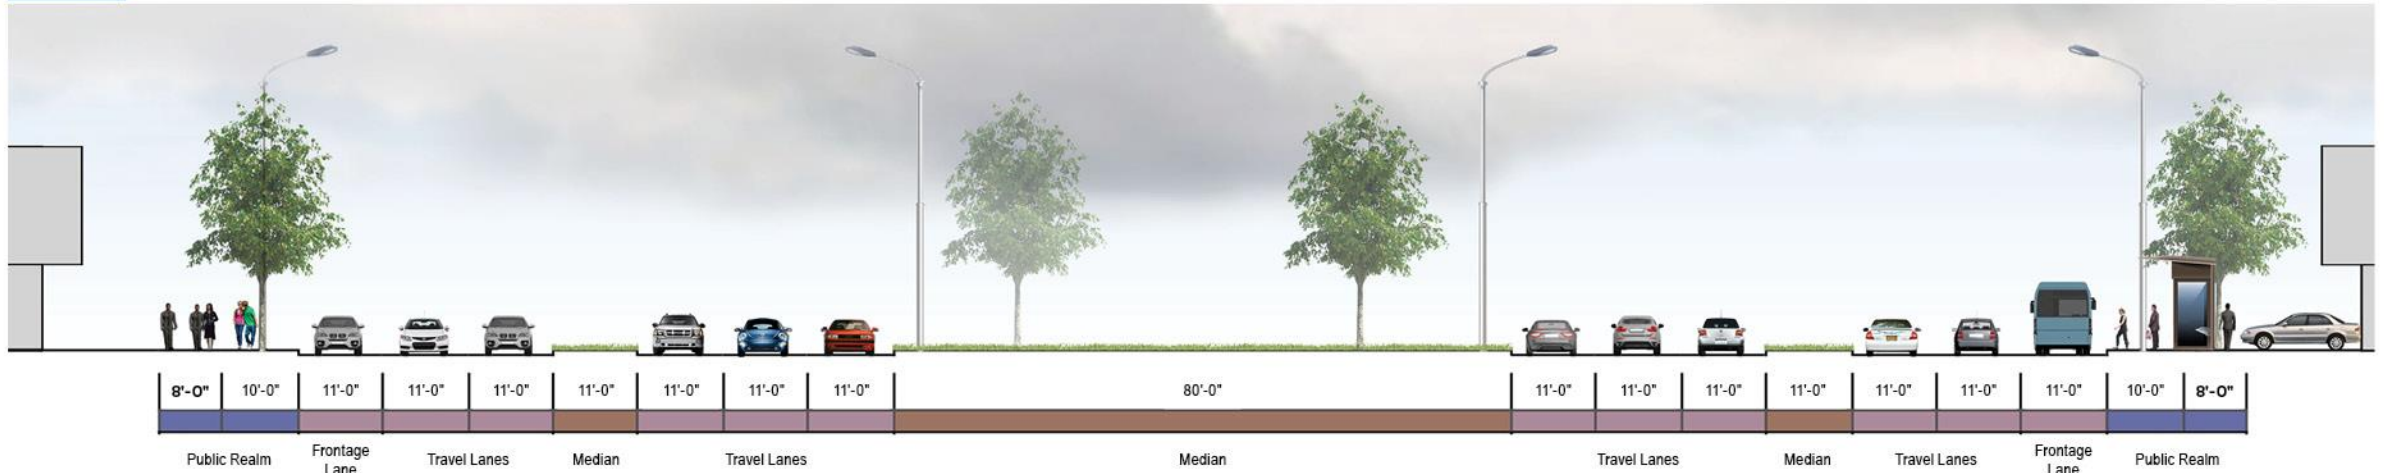 8'-0" 10'-0" 11'-0" 11'-0" 11'-0" 11'-0" 11'-0" 11'-0" 11'-0" 80'-0" 11'-0" 11'-0" 11'-0" 11'-0" 11'-0" 11'-0" 11'-0" 10'-0" 8'-0"
Public Realm Frontage Lane Travel Lanes Median Travel Lanes Median Travel Lanes Median Travel Lanes Frontage Lane Public Realm